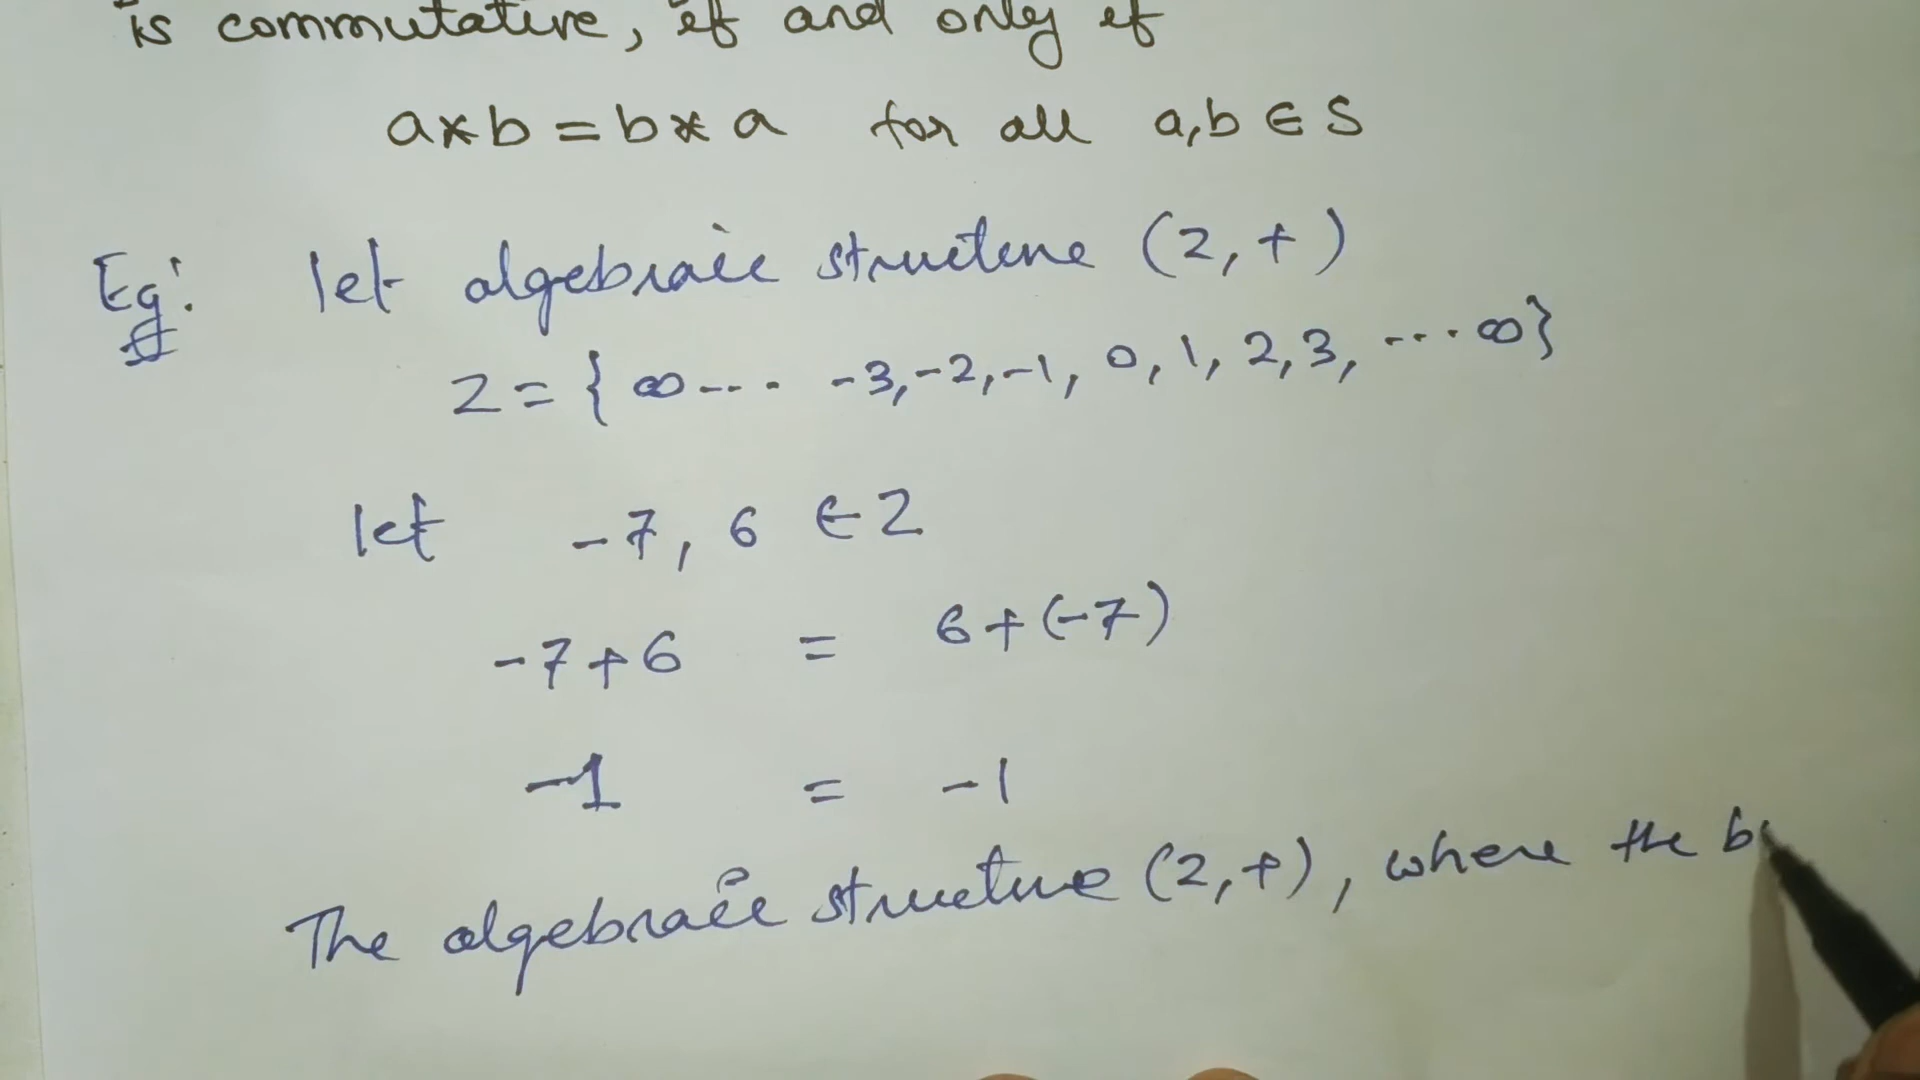 is commutative, if and only if
a*b = b*a for all a,b ∈ S
Eg: let algebraic structure (Z,+)
Z = { ∞--- -3,-2,-1, 0, 1, 2,3, ---- ∞}
let -7, 6 ∈ Z
-7+6 = 6+(-7)
-1 = -1
The algebraic structure (Z,+), where the b